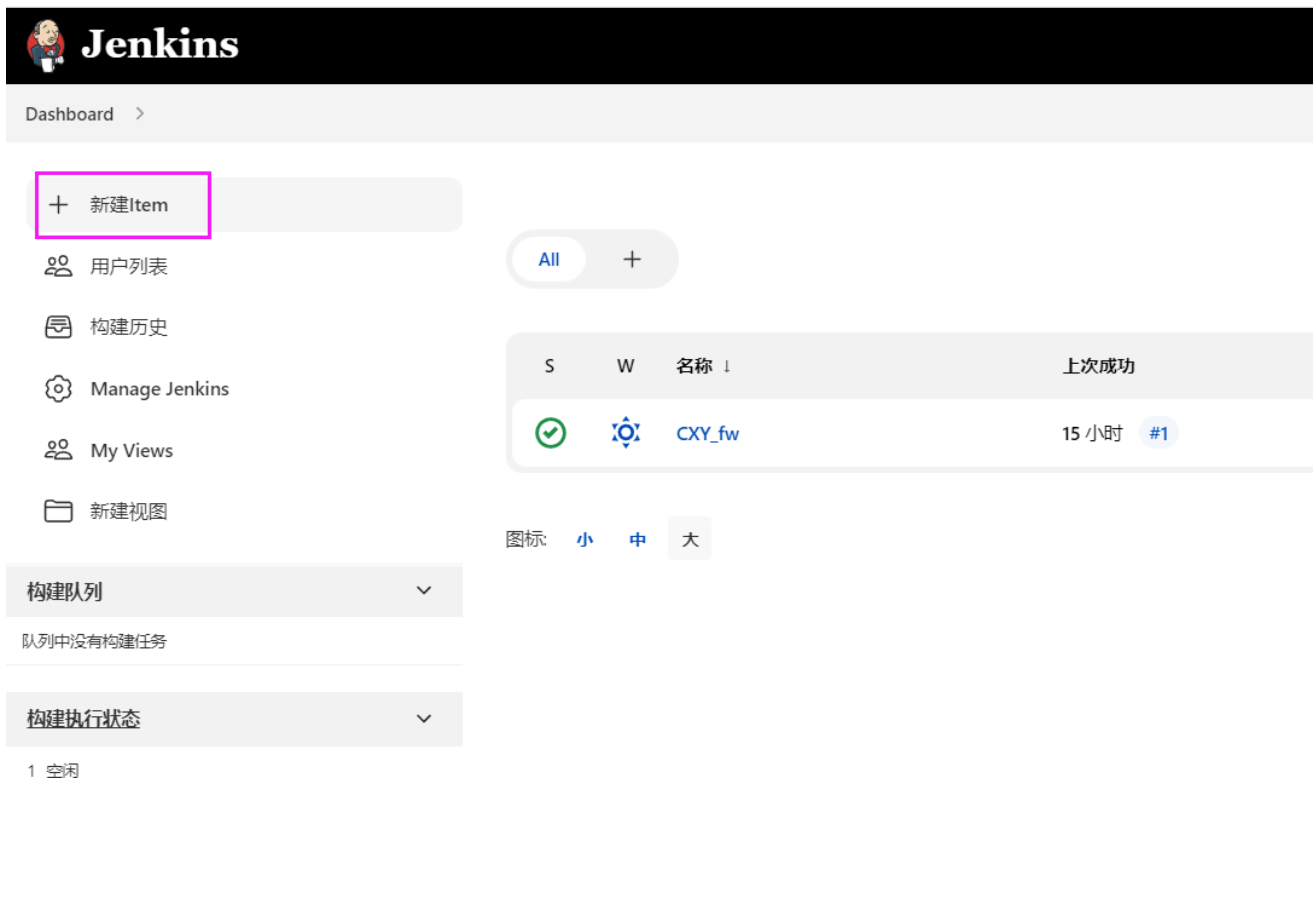 Jenkins
Dashboard
新建Item
用户列表
构建历史
Manage Jenkins
My Views
新建视图
构建队列
队列中没有构建任务
构建执行状态
1 空闲
All
S W 名称 ↓ 上次成功
CXY_fw 15 小时 #1
图标: 小 中 大